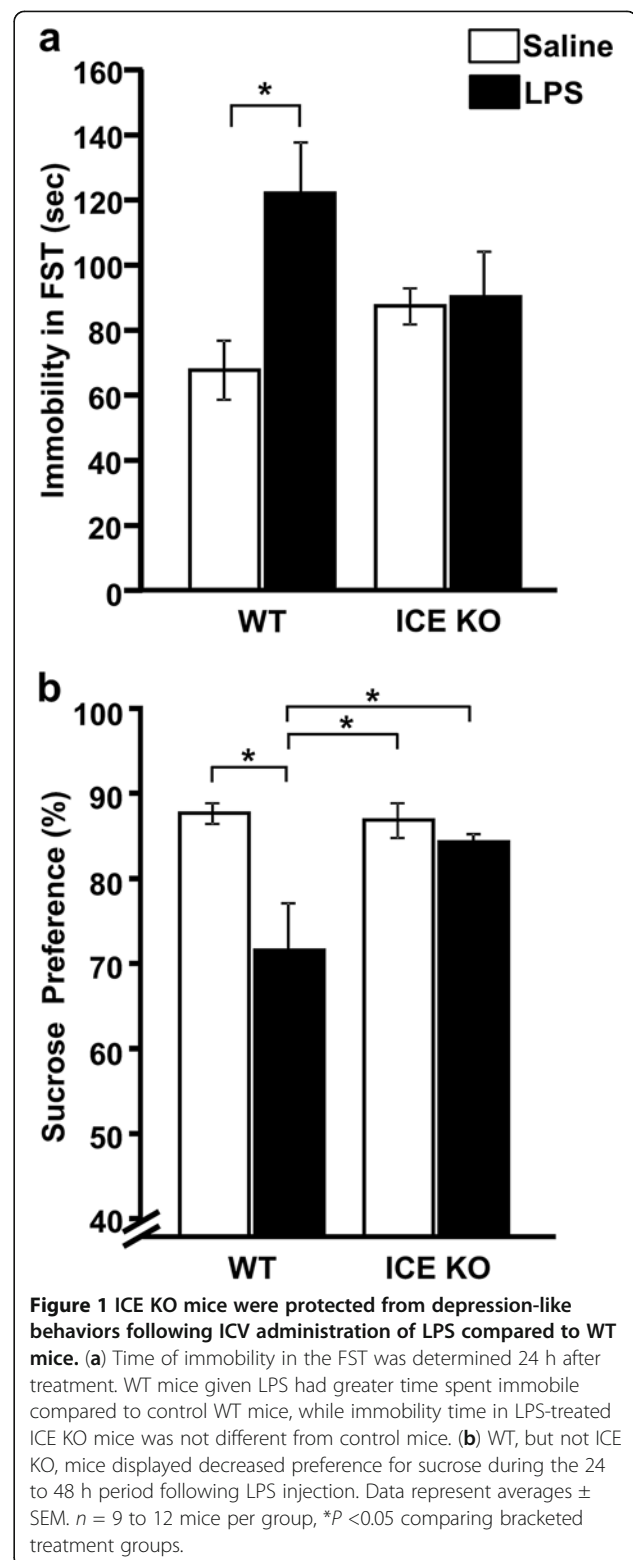 a
Saline
LPS
160
140
120
100
80
60
40
20
0
Immobility in FST (sec)
*
WT
ICE KO
b
100
90
80
70
60
50
40
Sucrose Preference (%)
*
*
*
WT
ICE KO
Figure 1 ICE KO mice were protected from depression-like
behaviors following ICV administration of LPS compared to WT
mice. (a) Time of immobility in the FST was determined 24 h after
treatment. WT mice given LPS had greater time spent immobile
compared to control WT mice, while immobility time in LPS-treated
ICE KO mice was not different from control mice. (b) WT, but not ICE
KO, mice displayed decreased preference for sucrose during the 24
to 48 h period following LPS injection. Data represent averages ±
SEM. n = 9 to 12 mice per group, *P <0.05 comparing bracketed
treatment groups.